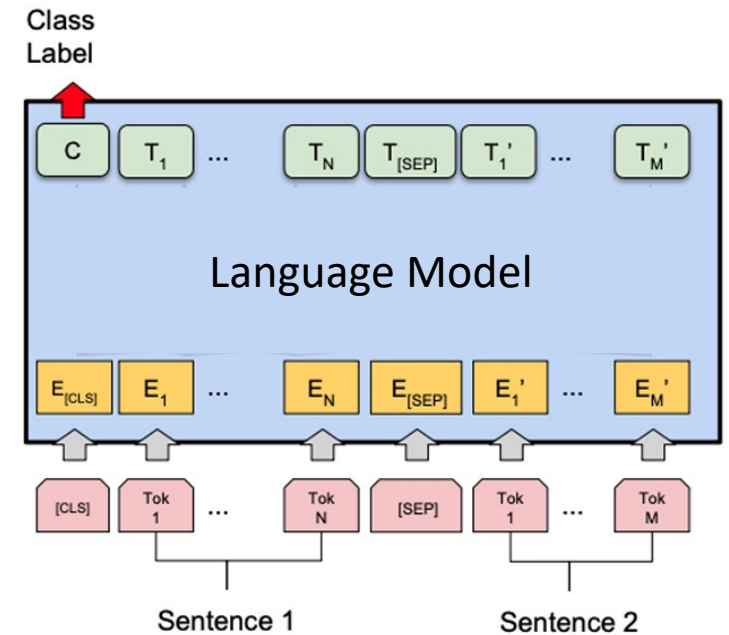 Class
Label
C T1 ... TN T[SEP] T1' ... TM'
Language Model
E[CLS] E1 ... EN E[SEP] E1' ... EM'
[CLS] Tok 1 ... Tok N [SEP] Tok 1 ... Tok M
Sentence 1 Sentence 2